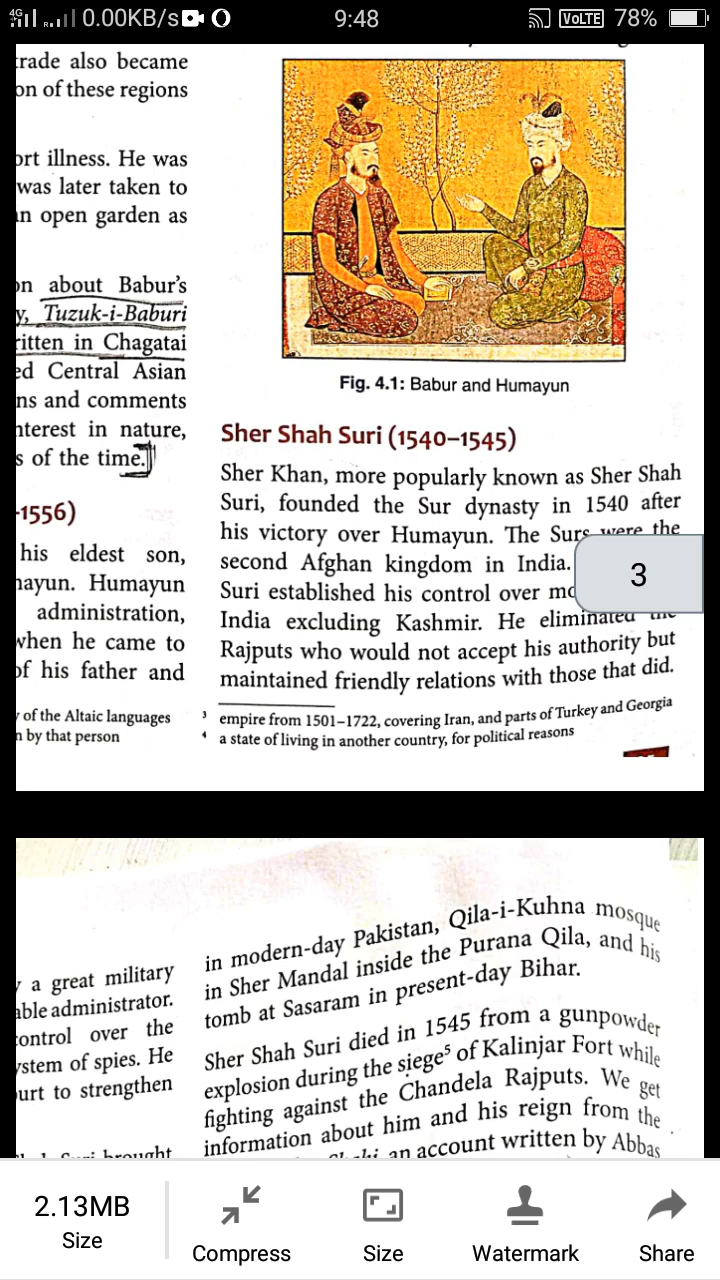 4G R 0.00KB/s 9:48 VoLTE 78%
trade also became
on of these regions
ort illness. He was
was later taken to
n open garden as
on about Babur's
y, Tuzuk-i-Baburi
ritten in Chagatai
ed Central Asian
ns and comments
nterest in nature,
s of the time.
-1556)
his eldest son,
nayun. Humayun
administration,
when he came to
of his father and
of the Altaic languages
n by that person
Fig. 4.1: Babur and Humayun
Sher Shah Suri (1540–1545)
Sher Khan, more popularly known as Sher Shah
Suri, founded the Sur dynasty in 1540 after
his victory over Humayun. The Surs were the
second Afghan kingdom in India.
Suri established his control over mo
India excluding Kashmir. He eliminated the
Rajputs who would not accept his authority but
maintained friendly relations with those that did.
3 empire from 1501–1722, covering Iran, and parts of Turkey and Georgia
4 a state of living in another country, for political reasons
3
y a great military
able administrator.
control over the
ystem of spies. He
urt to strengthen
brought
in modern-day Pakistan, Qila-i-Kuhna mosque
in Sher Mandal inside the Purana Qila, and his
tomb at Sasaram in present-day Bihar.
Sher Shah Suri died in 1545 from a gunpowder
explosion during the siege5 of Kalinjar Fort while
fighting against the Chandela Rajputs. We get
information about him and his reign from the
an account written by Abbas
2.13MB
Size
Compress
Size
Watermark
Share